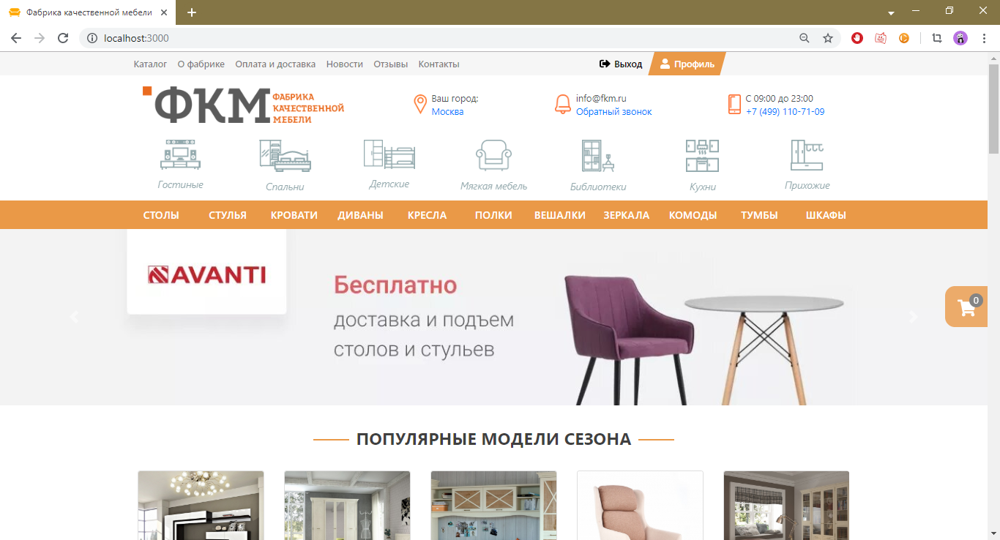 Фабрика качественной мебели
localhost:3000
Каталог О фабрике Оплата и доставка Новости Отзывы Контакты Выход Профиль
ФКМ ФАБРИКА КАЧЕСТВЕННОЙ МЕБЕЛИ
Ваш город:
Москва
info@fkm.ru
Обратный звонок
С 09:00 до 23:00
+7 (499) 110-71-09
Гостиные Спальни Детские Мягкая мебель Библиотеки Кухни Прихожие
СТОЛЫ СТУЛЬЯ КРОВАТИ ДИВАНЫ КРЕСЛА ПОЛКИ ВЕШАЛКИ ЗЕРКАЛА КОМОДЫ ТУМБЫ ШКАФЫ
AVANTI
Бесплатно
доставка и подъем
столов и стульев
0
ПОПУЛЯРНЫЕ МОДЕЛИ СЕЗОНА